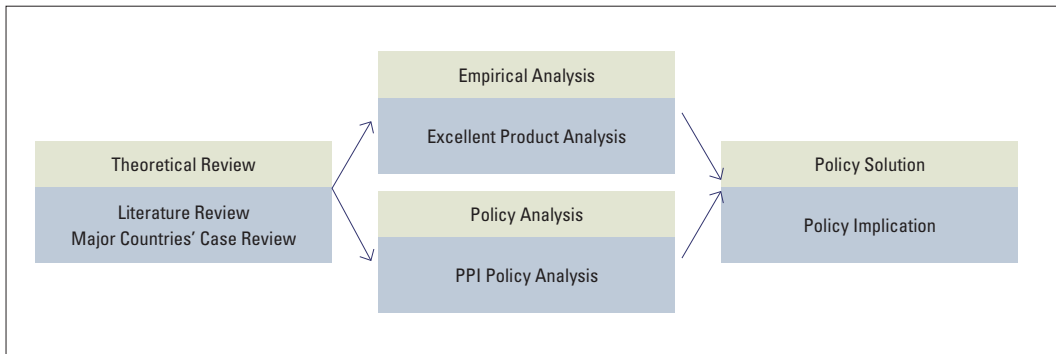 Theoretical Review
Literature Review
Major Countries’ Case Review
Empirical Analysis
Excellent Product Analysis
Policy Analysis
PPI Policy Analysis
Policy Solution
Policy Implication